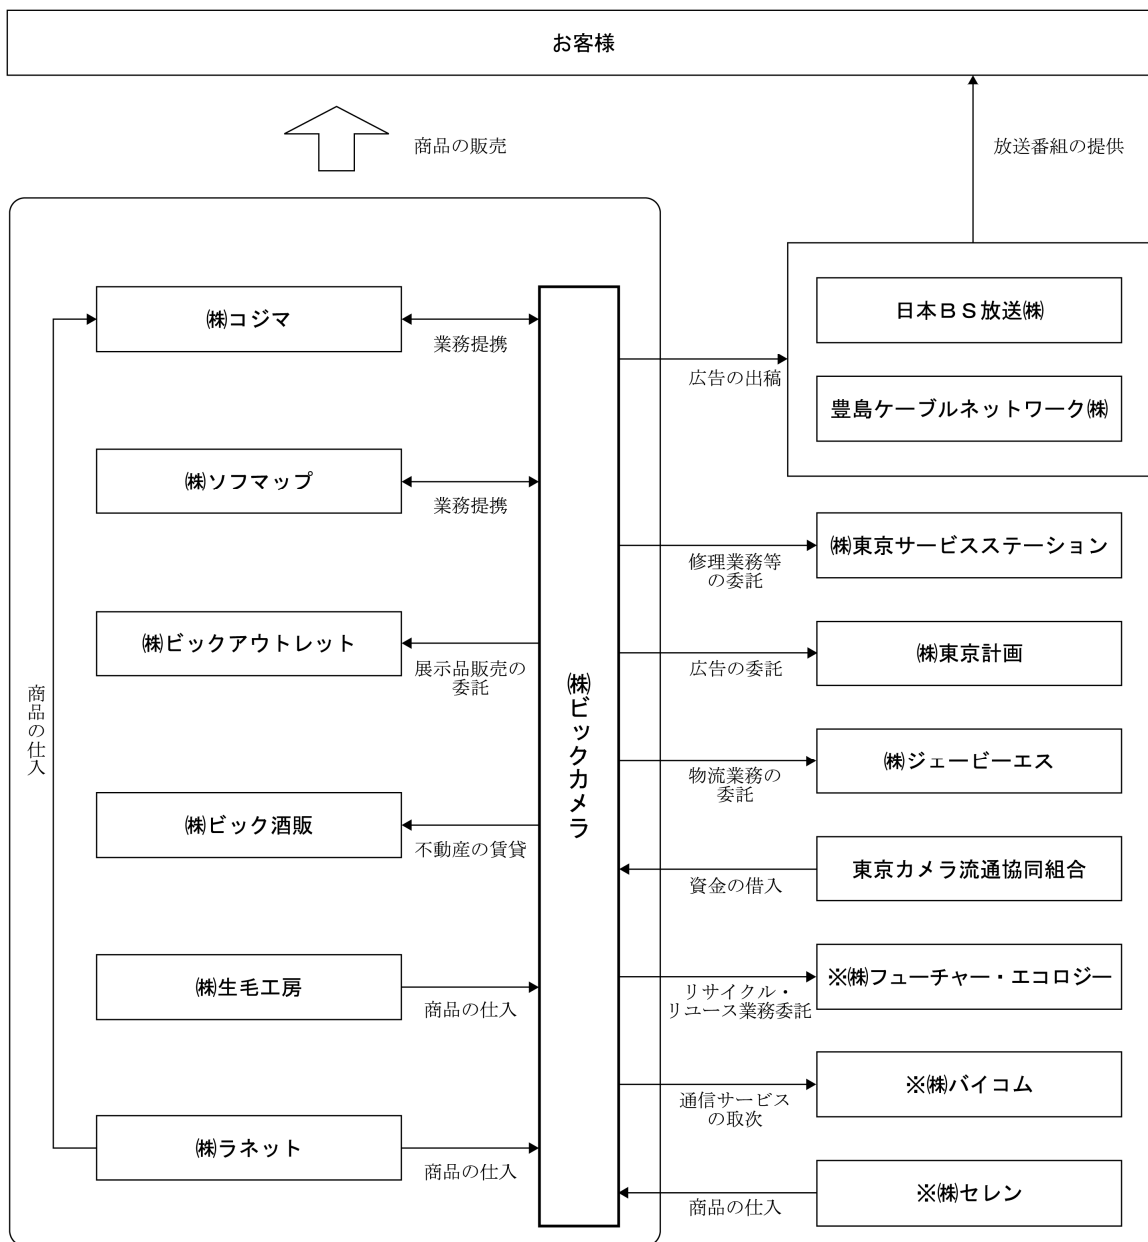 お客様
商品の販売
放送番組の提供
㈱コジマ
業務提携
日本ＢＳ放送㈱
広告の出稿
豊島ケーブルネットワーク㈱
㈱ソフマップ
業務提携
㈱東京サービスステーション
修理業務等
の委託
㈱ビックアウトレット
展示品販売の
委託
㈱東京計画
広告の委託
商品の仕入
㈱ビックカメラ
㈱ジェービーエス
物流業務の
委託
㈱ビック酒販
不動産の賃貸
東京カメラ流通協同組合
資金の借入
㈱生毛工房
商品の仕入
※㈱フューチャー・エコロジー
リサイクル・
リユース業務委託
※㈱バイコム
通信サービス
の取次
㈱ラネット
商品の仕入
※㈱セレン
商品の仕入